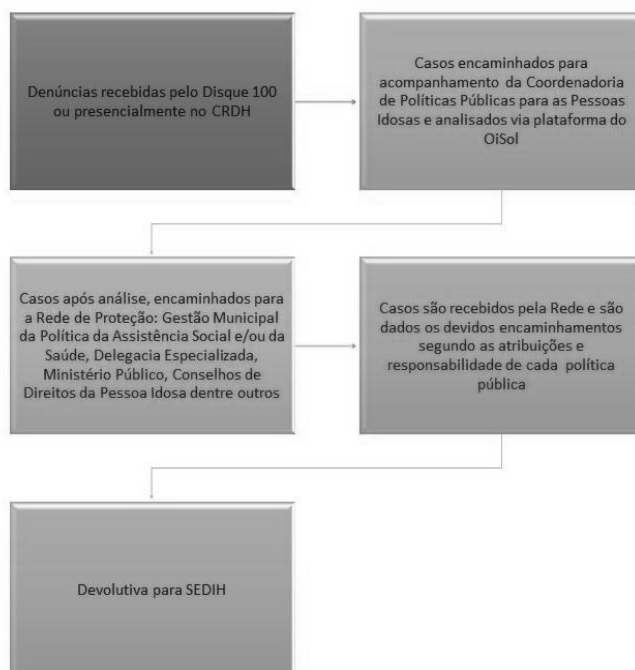 Denúncias recebidas pelo Disque 100
ou presencialmente no CRDH
Casos encaminhados para
acompanhamento da Coordenadoria
de Políticas Públicas para as Pessoas
Idosas e analisados via plataforma do
OiSol
Casos após análise, encaminhados para
a Rede de Proteção: Gestão Municipal
da Política da Assistência Social e/ou da
Saúde, Delegacia Especializada,
Ministério Público, Conselhos de
Direitos da Pessoa Idosa dentre outros
Casos são recebidos pela Rede e são
dados os devidos encaminhamentos
segundo as atribuições e
responsabilidade de cada política
pública
Devolutiva para SEDIH